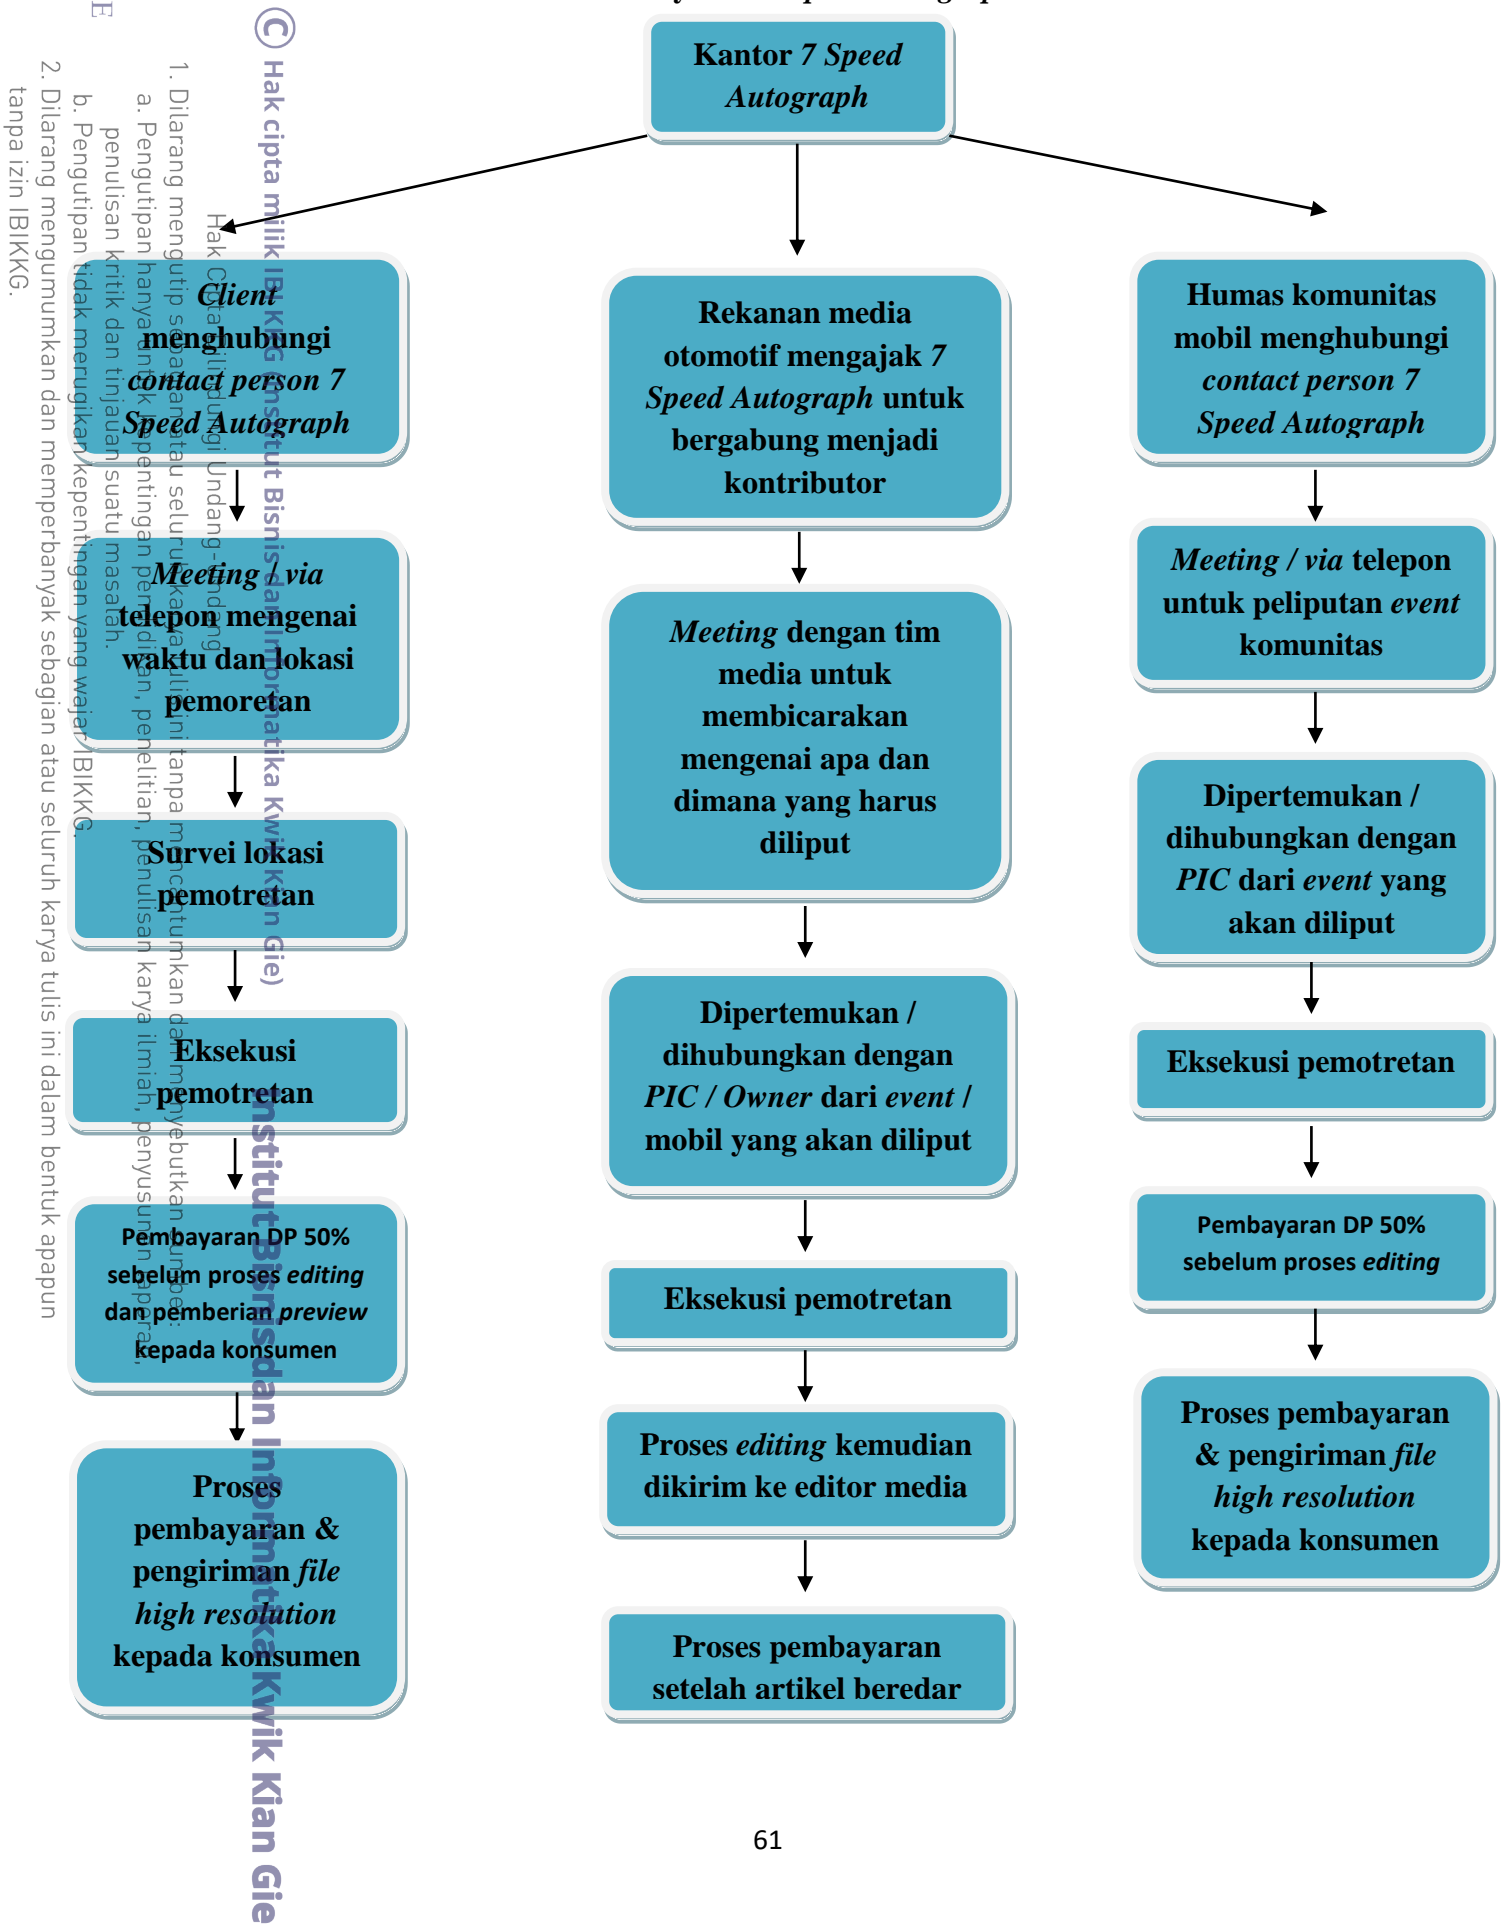 Kantor 7 Speed
Autograph
Client
menghubungi
contact person 7
Speed Autograph
Meeting / via
telepon mengenai
waktu dan lokasi
pemoretan
Survei lokasi
pemotretan
Eksekusi
pemotretan
Pembayaran DP 50%
sebelum proses editing
dan pemberian preview
kepada konsumen
Proses
pembayaran &
pengiriman file
high resolution
kepada konsumen
Rekanan media
otomotif mengajak 7
Speed Autograph untuk
bergabung menjadi
kontributor
Meeting dengan tim
media untuk
membicarakan
mengenai apa dan
dimana yang harus
diliput
Dipertemukan /
dihubungkan dengan
PIC / Owner dari event /
mobil yang akan diliput
Eksekusi pemotretan
Proses editing kemudian
dikirim ke editor media
Proses pembayaran
setelah artikel beredar
Humas komunitas
mobil menghubungi
contact person 7
Speed Autograph
Meeting / via telepon
untuk peliputan event
komunitas
Dipertemukan /
dihubungkan dengan
PIC dari event yang
akan diliput
Eksekusi pemotretan
Pembayaran DP 50%
sebelum proses editing
Proses pembayaran
& pengiriman file
high resolution
kepada konsumen
61
© Hak cipta milik IBI KKG (Institut Bisnis dan Informatika Kwik Kian Gie)
Institut Bisnis dan Informatika Kwik Kian Gie
Hak Cipta Dilindungi Undang-Undang
1. Dilarang mengutip sebagian atau seluruh karya tulis ini tanpa mencantumkan dan menyebutkan sumber:
a. Pengutipan hanya untuk kepentingan pendidikan, penelitian, penulisan karya ilmiah, penyusunan laporan,
penulisan kritik dan tinjauan suatu masalah.
b. Pengutipan tidak merugikan kepentingan yang wajar IBIKKG.
2. Dilarang mengumumkan dan memperbanyak sebagian atau seluruh karya tulis ini dalam bentuk apapun
tanpa izin IBIKKG.
E